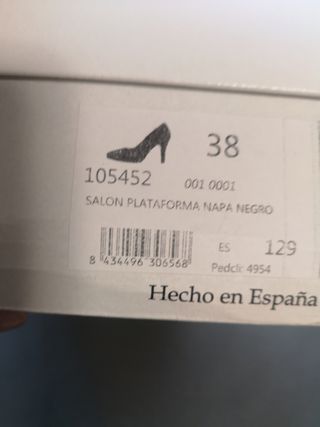 38
105452 001 0001
SALON PLATAFORMA NAPA NEGRO
ES 129
8 434496 306568
Pedcli: 4954
Hecho en España